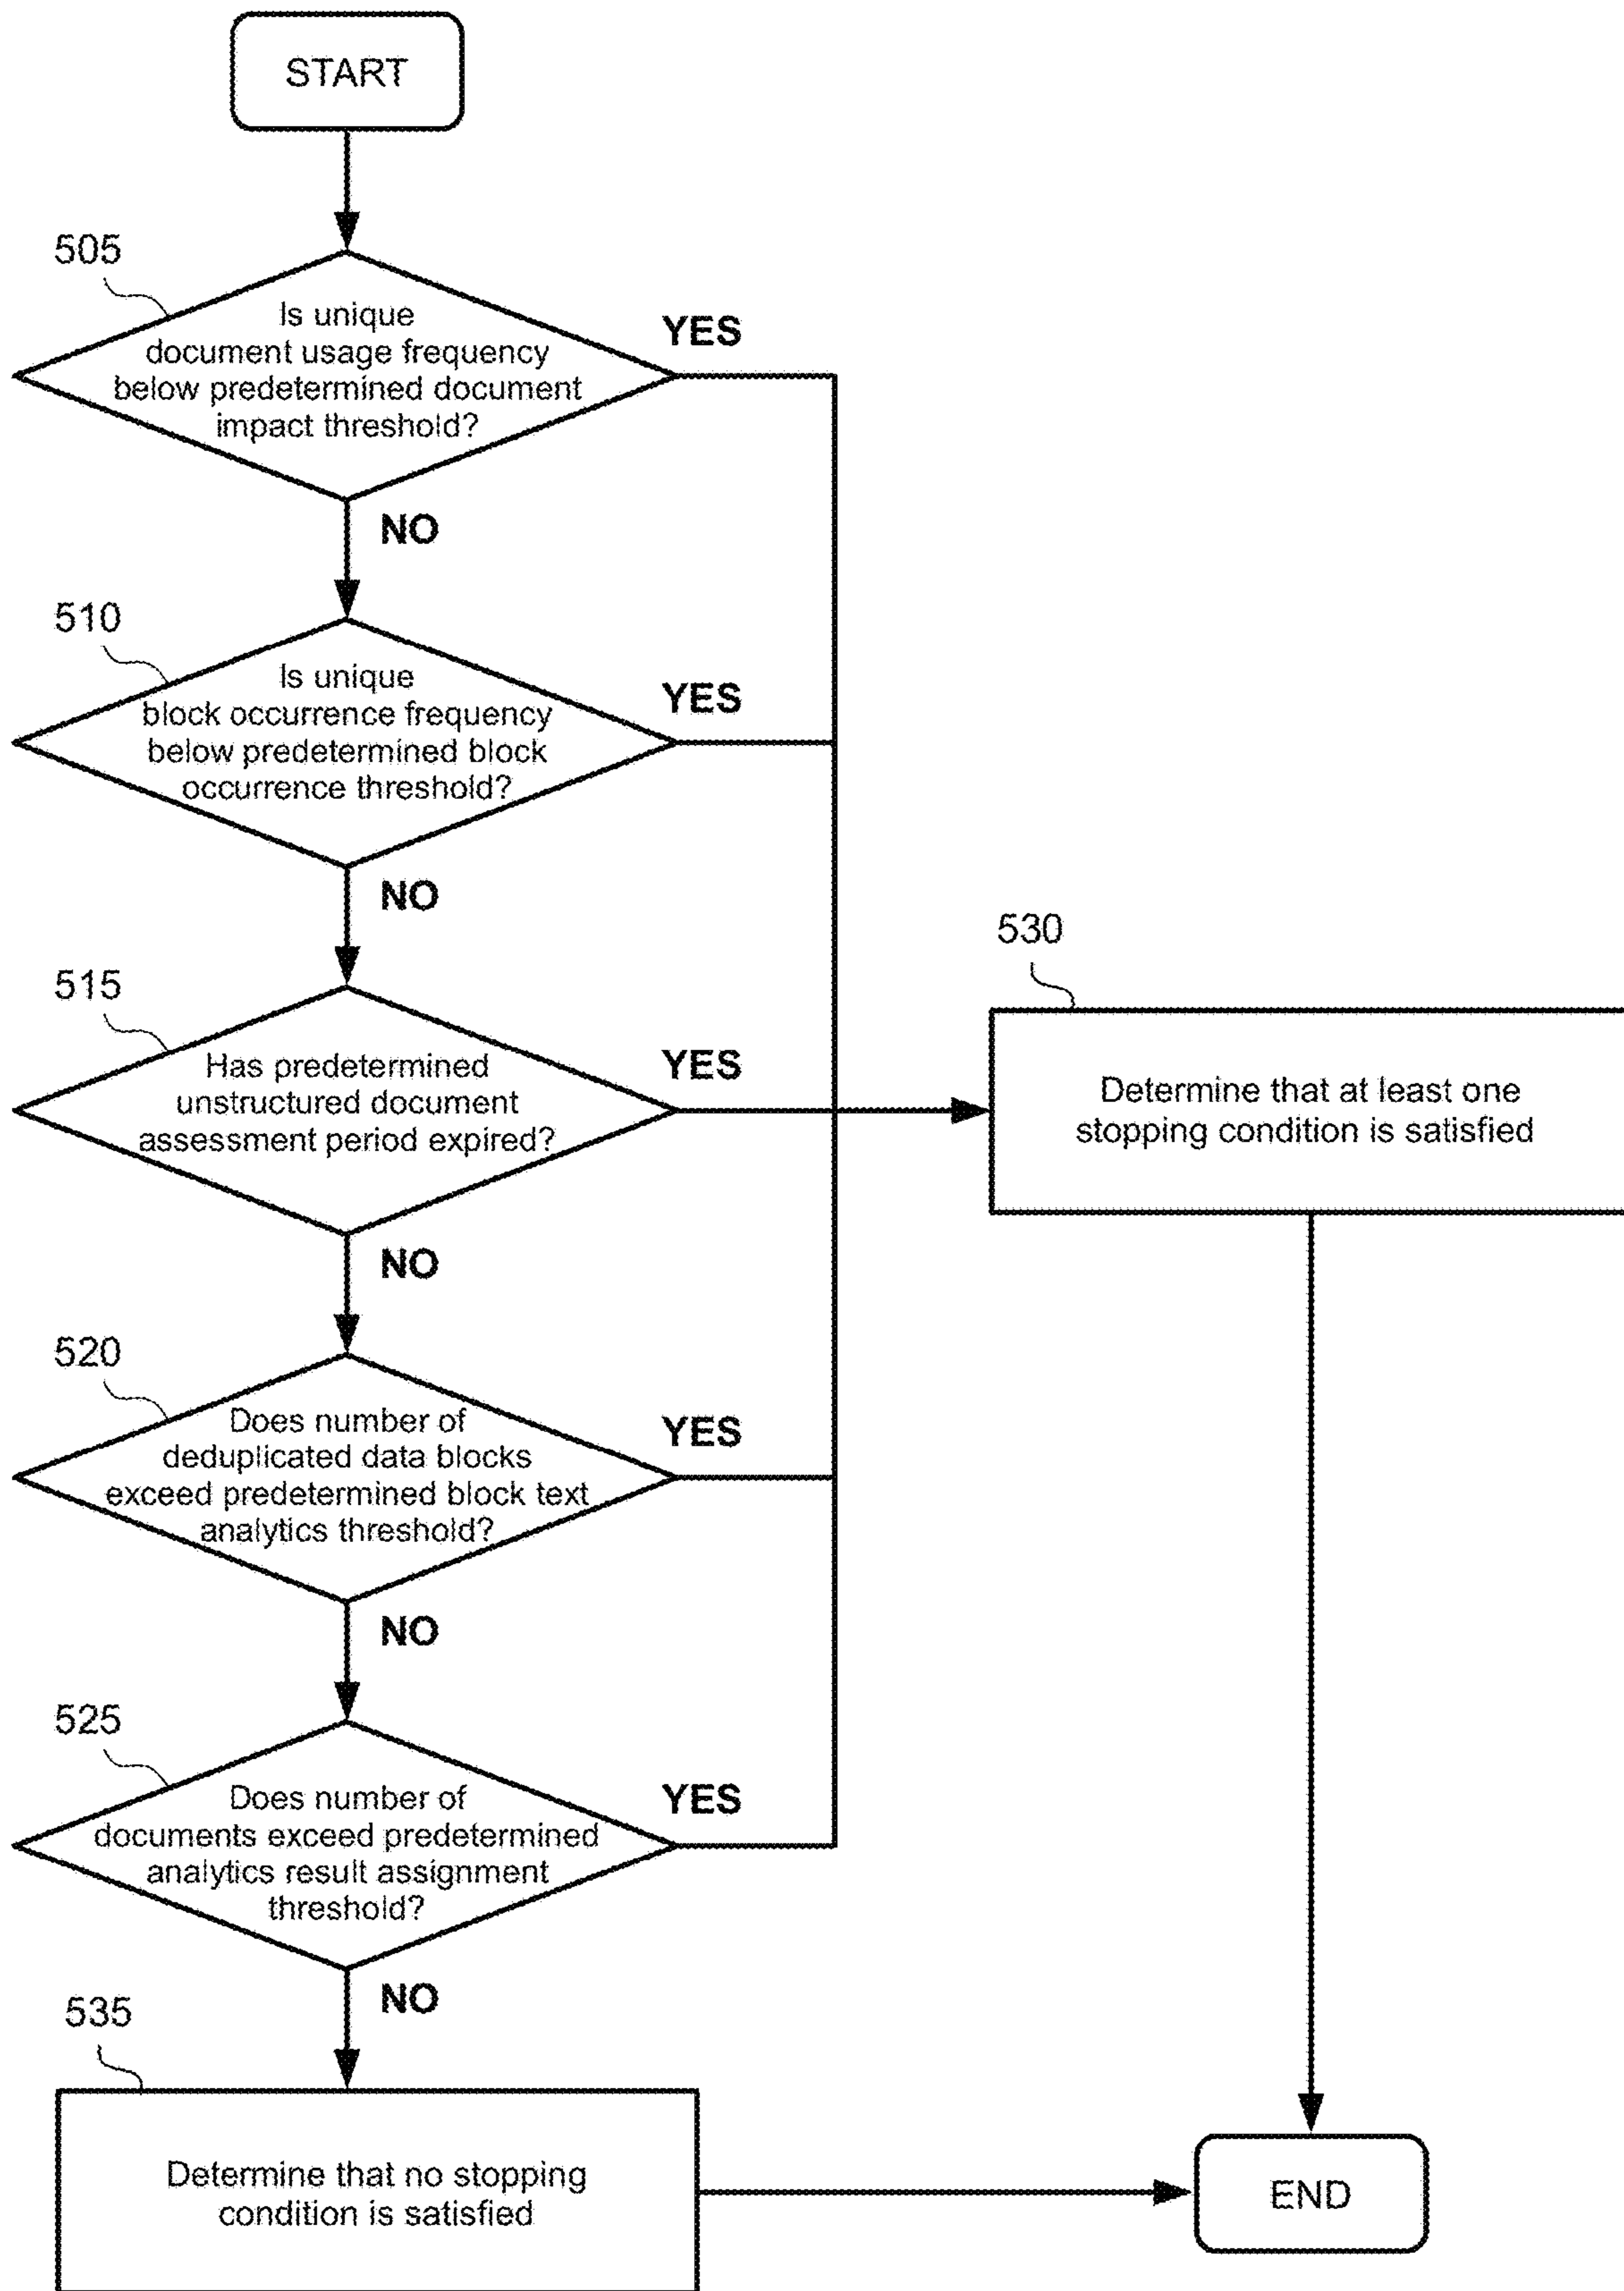 START
505
Is unique
document usage frequency
below predetermined document
impact threshold?
YES
NO
510
Is unique
block occurrence frequency
below predetermined block
occurrence threshold?
YES
NO
515
Has predetermined
unstructured document
assessment period expired?
YES
530
Determine that at least one
stopping condition is satisfied
NO
520
Does number of
deduplicated data blocks
exceed predetermined block text
analytics threshold?
YES
NO
525
Does number of
documents exceed predetermined
analytics result assignment
threshold?
YES
NO
535
Determine that no stopping
condition is satisfied
END